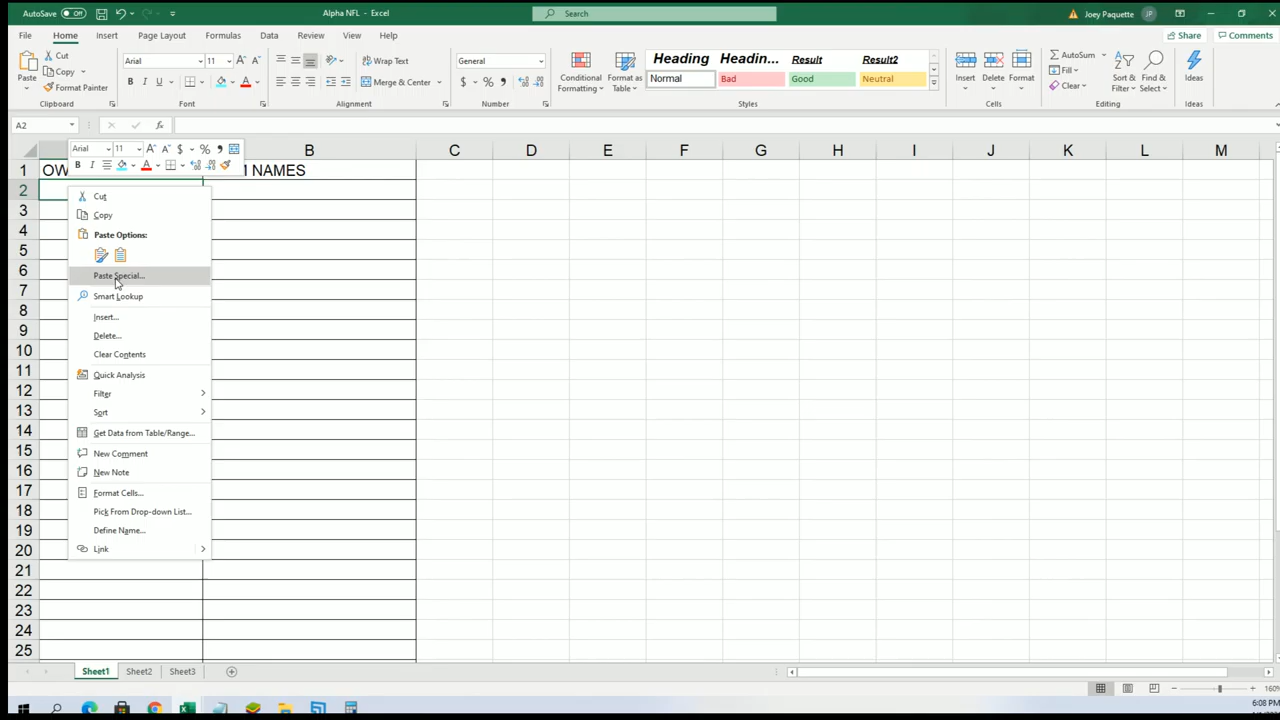 AutoSave Off Alpha NFL - Excel Search Joey Paquette JP
File Home Insert Page Layout Formulas Data Review View Help Share Comments
Paste Cut Copy Format Painter Clipboard
Arial 11 B I U Font
Wrap Text Merge & Center Alignment
General $ % Number
Conditional Formatting Format as Table
Heading Headin... Result Result2
Normal Bad Good Neutral
Styles
Insert Delete Format Cells
AutoSum Fill Clear Sort & Filter Find & Select Editing
Ideas Ideas
A2 fx
Arial 11 $ %
B I
A B C D E F G H I J K L M
1 OW NAMES
2
3
4
5
6
7
8
9
10
11
12
13
14
15
16
17
18
19
20
21
22
23
24
25
Cut
Copy
Paste Options:
Paste Special...
Smart Lookup
Insert...
Delete...
Clear Contents
Quick Analysis
Filter
Sort
Get Data from Table/Range...
New Comment
New Note
Format Cells...
Pick From Drop-down List...
Define Name...
Link
Sheet1 Sheet2 Sheet3
160%
6:08 PM